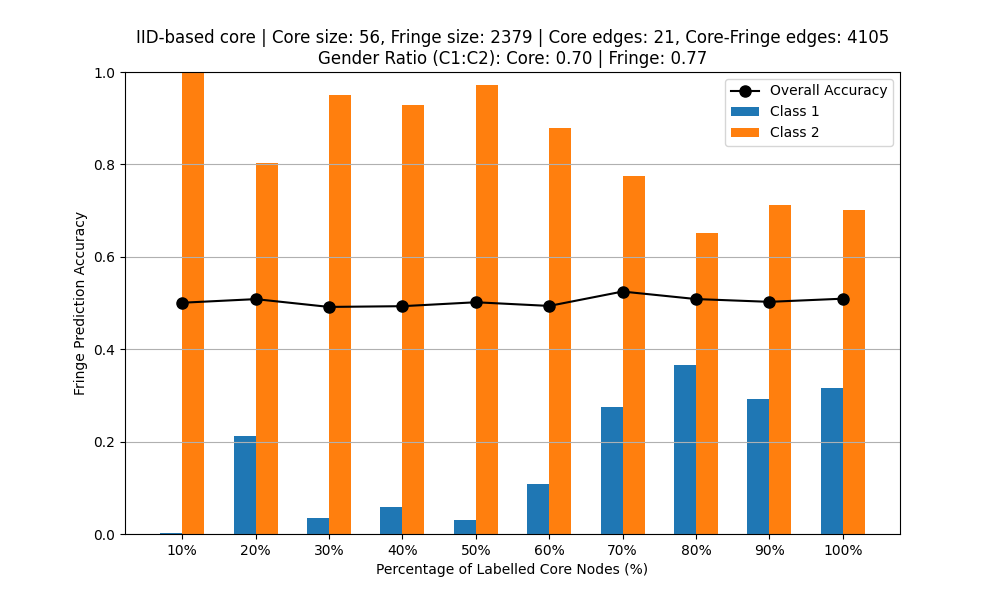 IID-based core | Core size: 56, Fringe size: 2379 | Core edges: 21, Core-Fringe edges: 4105
Gender Ratio (C1:C2): Core: 0.70 | Fringe: 0.77
Overall Accuracy
Class 1
Class 2
Fringe Prediction Accuracy
1.0
0.8
0.6
0.4
0.2
0.0
10% 20% 30% 40% 50% 60% 70% 80% 90% 100%
Percentage of Labelled Core Nodes (%)